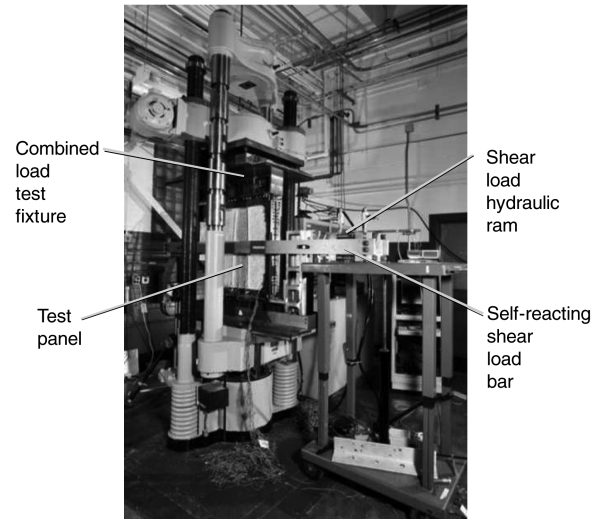 Combined
load
test
fixture
Shear
load
hydraulic
ram
Test
panel
Self-reacting
shear
load
bar